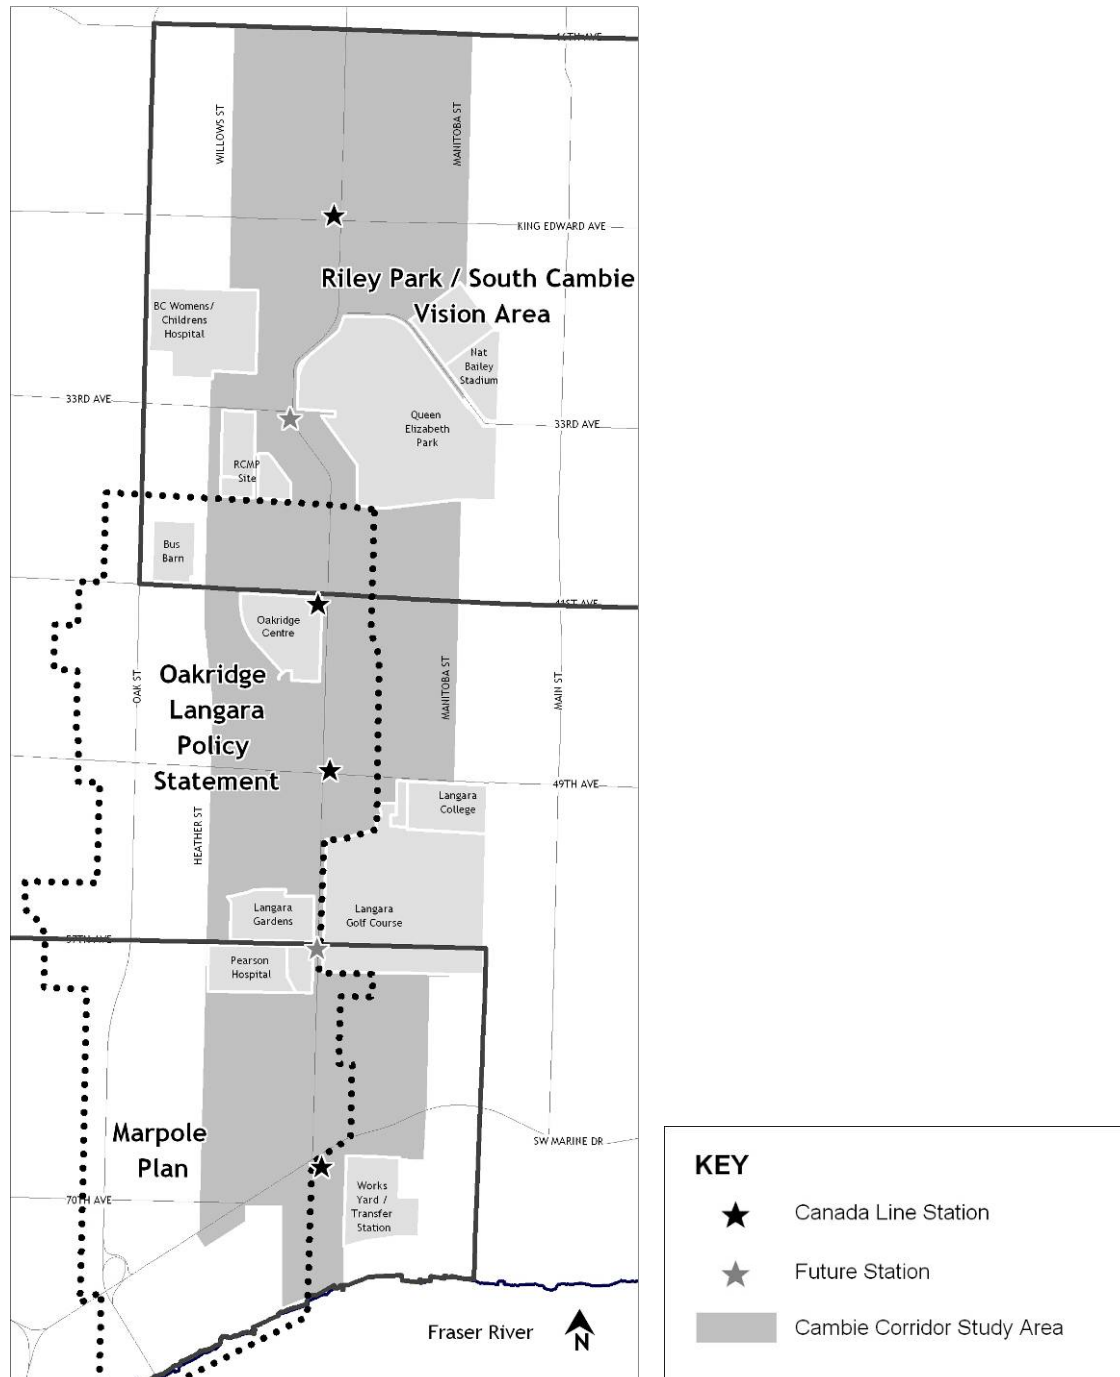 16TH AVE
WILLOWS ST
MANITOBA ST
KING EDWARD AVE
Riley Park / South Cambie
Vision Area
BC Womens/
Childrens
Hospital
Nat
Bailey
Stadium
33RD AVE
Queen
Elizabeth
Park
33RD AVE
RCMP
Site
Bus
Barn
41ST AVE
Oakridge
Centre
OAK ST
MANITOBA ST
MAIN ST
Oakridge
Langara
Policy
Statement
49TH AVE
Langara
College
HEATHER ST
Langara
Gardens
Langara
Golf Course
57TH AVE
Pearson
Hospital
Marpole
Plan
SW MARINE DR
70TH AVE
Works
Yard /
Transfer
Station
Fraser River
N
KEY
Canada Line Station
Future Station
Cambie Corridor Study Area